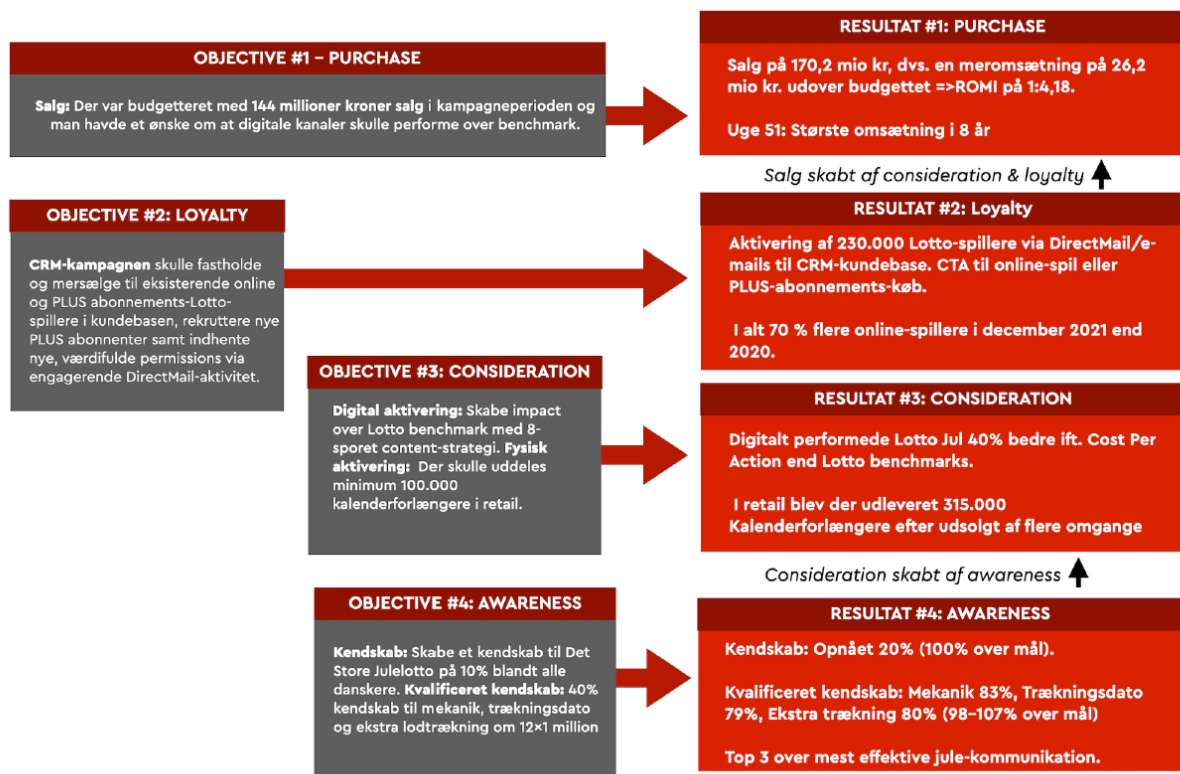 OBJECTIVE #1 – PURCHASE
Salg: Der var budgetteret med 144 millioner kroner salg i kampagneperioden og
man havde et ønske om at digitale kanaler skulle performe over benchmark.
RESULTAT #1: PURCHASE
Salg på 170,2 mio kr, dvs. en meromsætning på 26,2
mio kr. udover budgettet =>ROMI på 1:4,18.
Uge 51: Største omsætning i 8 år
Salg skabt af consideration & loyalty
OBJECTIVE #2: LOYALTY
CRM-kampagnen skulle fastholde
og mersælge til eksisterende online
og PLUS abonnements-Lotto-
spillere i kundebasen, rekruttere nye
PLUS abonnenter samt indhente
nye, værdifulde permissions via
engagerende DirectMail-aktivitet.
RESULTAT #2: Loyalty
Aktivering af 230.000 Lotto-spillere via DirectMail/e-
mails til CRM-kundebase. CTA til online-spil eller
PLUS-abonnements-køb.
I alt 70 % flere online-spillere i december 2021 end
2020.
OBJECTIVE #3: CONSIDERATION
Digital aktivering: Skabe impact
over Lotto benchmark med 8-
sporet content-strategi. Fysisk
aktivering: Der skulle uddeles
minimum 100.000
kalenderforlængere i retail.
RESULTAT #3: CONSIDERATION
Digitalt performede Lotto Jul 40% bedre ift. Cost Per
Action end Lotto benchmarks.
I retail blev der udleveret 315.000
Kalenderforlængere efter udsolgt af flere omgange
Consideration skabt af awareness
OBJECTIVE #4: AWARENESS
Kendskab: Skabe et kendskab til Det
Store Julelotto på 10% blandt alle
danskere. Kvalificeret kendskab: 40%
kendskab til mekanik, trækningsdato
og ekstra lodtrækning om 12×1 million
RESULTAT #4: AWARENESS
Kendskab: Opnået 20% (100% over mål).
Kvalificeret kendskab: Mekanik 83%, Trækningsdato
79%, Ekstra trækning 80% (98–107% over mål)
Top 3 over mest effektive jule-kommunikation.